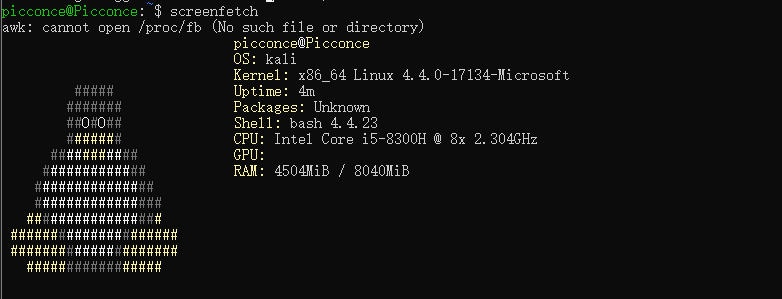 picconce@Picconce:~$ screenfetch
awk: cannot open /proc/fb (No such file or directory)
picconce@Picconce
OS: kali
Kernel: x86_64 Linux 4.4.0-17134-Microsoft
Uptime: 4m
Packages: Unknown
Shell: bash 4.4.23
CPU: Intel Core i5-8300H @ 8x 2.304GHz
GPU:
RAM: 4504MiB / 8040MiB
#####
#######
##O#O##
#######
###########
#############
###############
################
#################
#####################
#####################
#################